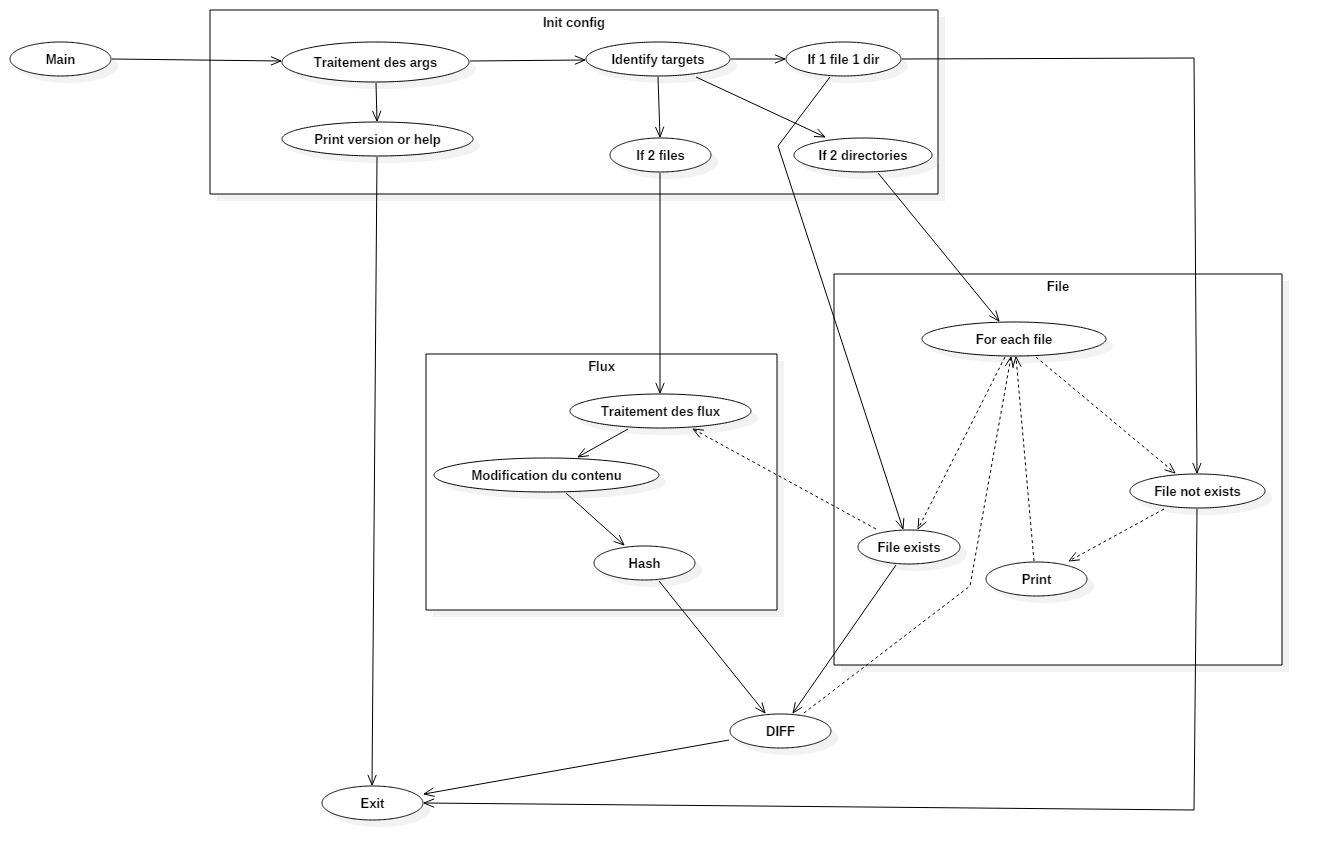 Init config
Main
Traitement des args
Identify targets
If 1 file 1 dir
Print version or help
If 2 files
If 2 directories
File
For each file
Flux
Traitement des flux
Modification du contenu
File not exists
File exists
Hash
Print
DIFF
Exit